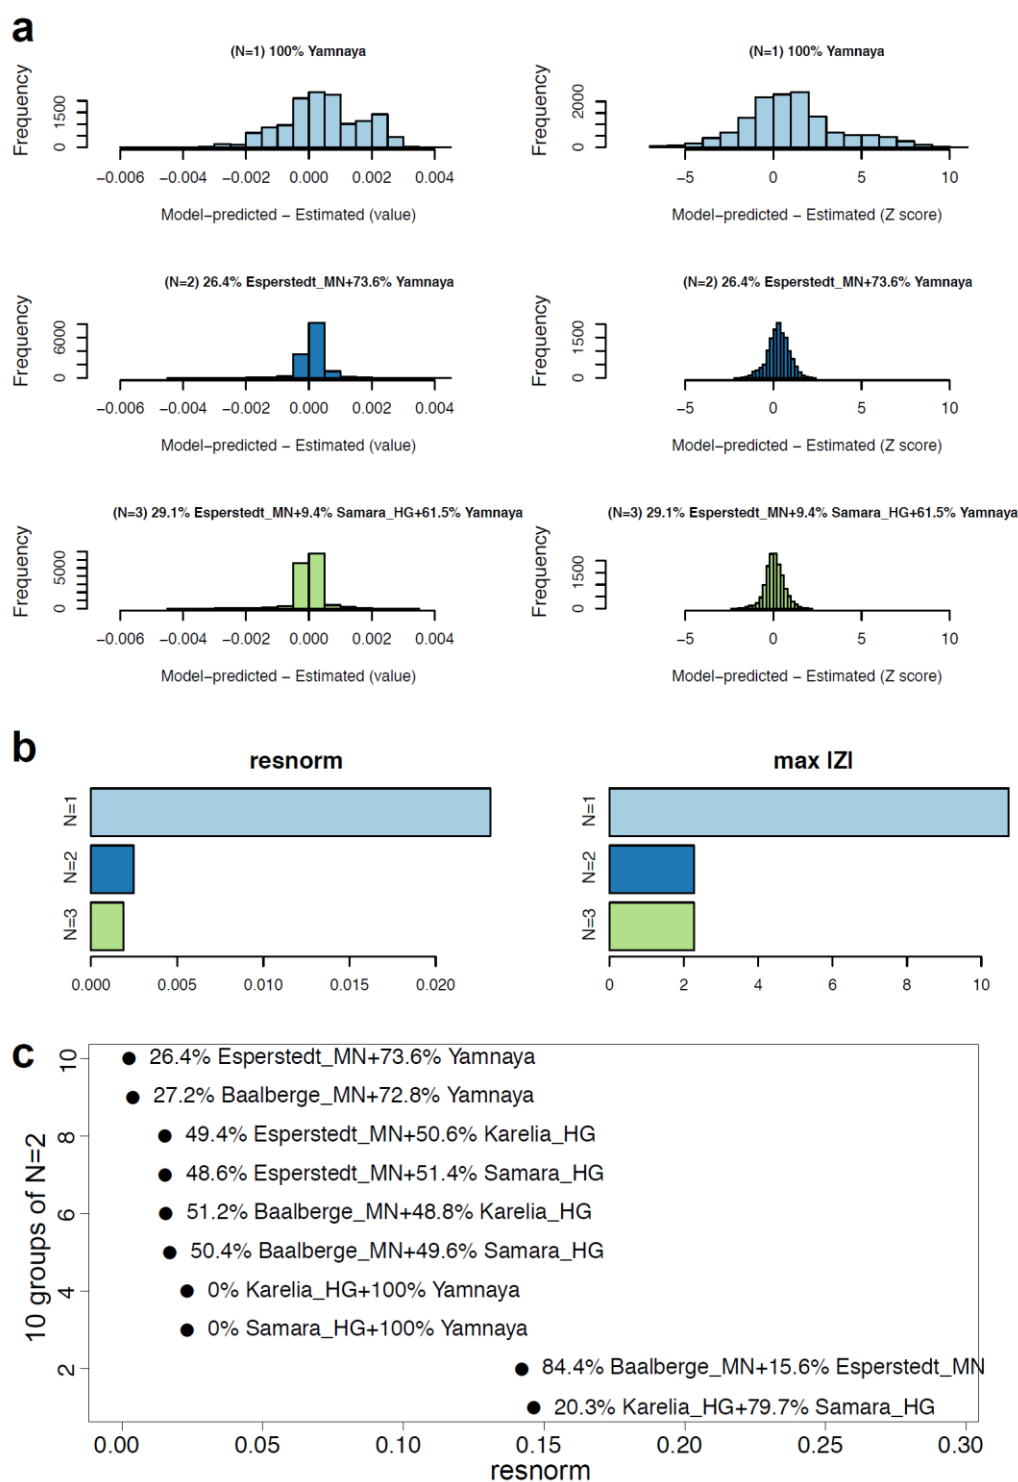 a
(N=1) 100% Yamnaya
Frequency
0 1500
−0.006 −0.004 −0.002 0.000 0.002 0.004
Model−predicted − Estimated (value)
(N=1) 100% Yamnaya
Frequency
0 2000
−5 0 5 10
Model−predicted − Estimated (Z score)
(N=2) 26.4% Esperstedt_MN+73.6% Yamnaya
Frequency
0 6000
−0.006 −0.004 −0.002 0.000 0.002 0.004
Model−predicted − Estimated (value)
(N=2) 26.4% Esperstedt_MN+73.6% Yamnaya
Frequency
0 1500
−5 0 5 10
Model−predicted − Estimated (Z score)
(N=3) 29.1% Esperstedt_MN+9.4% Samara_HG+61.5% Yamnaya
Frequency
0 5000
−0.006 −0.004 −0.002 0.000 0.002 0.004
Model−predicted − Estimated (value)
(N=3) 29.1% Esperstedt_MN+9.4% Samara_HG+61.5% Yamnaya
Frequency
0 1500
−5 0 5 10
Model−predicted − Estimated (Z score)
b
resnorm
N=1
N=2
N=3
0.000 0.005 0.010 0.015 0.020
max |Z|
N=1
N=2
N=3
0 2 4 6 8 10
c
10 groups of N=2
10
8
6
4
2
26.4% Esperstedt_MN+73.6% Yamnaya
27.2% Baalberge_MN+72.8% Yamnaya
49.4% Esperstedt_MN+50.6% Karelia_HG
48.6% Esperstedt_MN+51.4% Samara_HG
51.2% Baalberge_MN+48.8% Karelia_HG
50.4% Baalberge_MN+49.6% Samara_HG
0% Karelia_HG+100% Yamnaya
0% Samara_HG+100% Yamnaya
84.4% Baalberge_MN+15.6% Esperstedt_MN
20.3% Karelia_HG+79.7% Samara_HG
0.00 0.05 0.10 0.15 0.20 0.25 0.30
resnorm